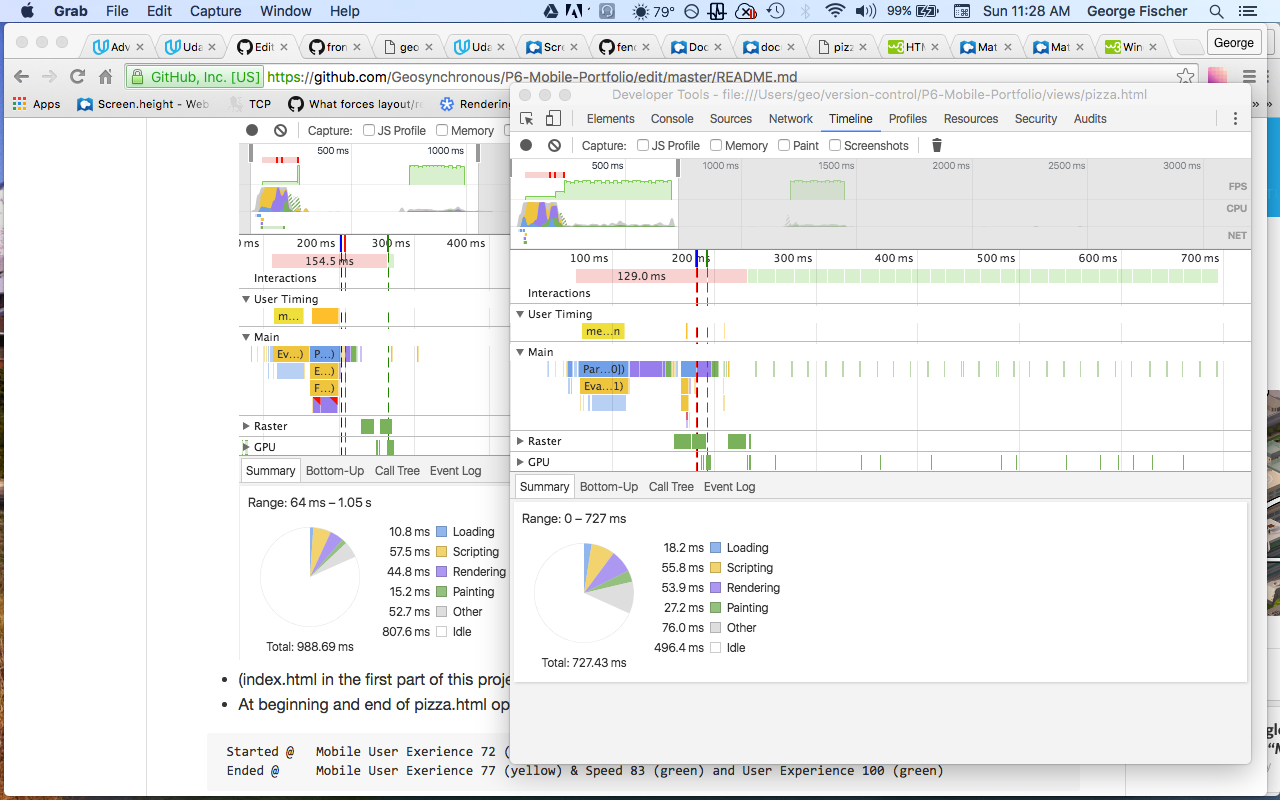 Grab File Edit Capture Window Help 79° 99% Sun 11:28 AM George Fischer
Adv Uda Edit fron geo Uda Scre fenc Doc doc pizz HTN Mat Mat Win George
GitHub, Inc. [US] https://github.com/Geosynchronous/P6-Mobile-Portfolio/edit/master/README.md
Apps Screen.height - Web TCP What forces layout/r Rendering »
Developer Tools - file:///Users/geo/version-control/P6-Mobile-Portfolio/views/pizza.html
Elements Console Sources Network Timeline Profiles Resources Security Audits
Capture: JS Profile Memory Paint Screenshots
500 ms 1000 ms 1500 ms 2000 ms 2500 ms 3000 ms
FPS
CPU
NET
100 ms 200 ms 300 ms 400 ms 500 ms 600 ms 700 ms
129.0 ms
Interactions
User Timing
me...n
Main
Par...0])
Eva...1)
Raster
GPU
Summary Bottom-Up Call Tree Event Log
Range: 0 – 727 ms
18.2 ms Loading
55.8 ms Scripting
53.9 ms Rendering
27.2 ms Painting
76.0 ms Other
496.4 ms Idle
Total: 727.43 ms
Capture: JS Profile Memory
500 ms 1000 ms
0 ms 200 ms 300 ms 400 ms
154.5 ms
Interactions
User Timing
m...
Main
Ev...) P...)
E...)
F...)
Raster
GPU
Summary Bottom-Up Call Tree Event Log
Range: 64 ms – 1.05 s
10.8 ms Loading
57.5 ms Scripting
44.8 ms Rendering
15.2 ms Painting
52.7 ms Other
807.6 ms Idle
Total: 988.69 ms
(index.html in the first part of this proje
At beginning and end of pizza.html op
Started @ Mobile User Exerience 72 (
Ended @ Mobile User Exerience 77 (yellow) & Speed 83 (green) and User Experience 100 (green)